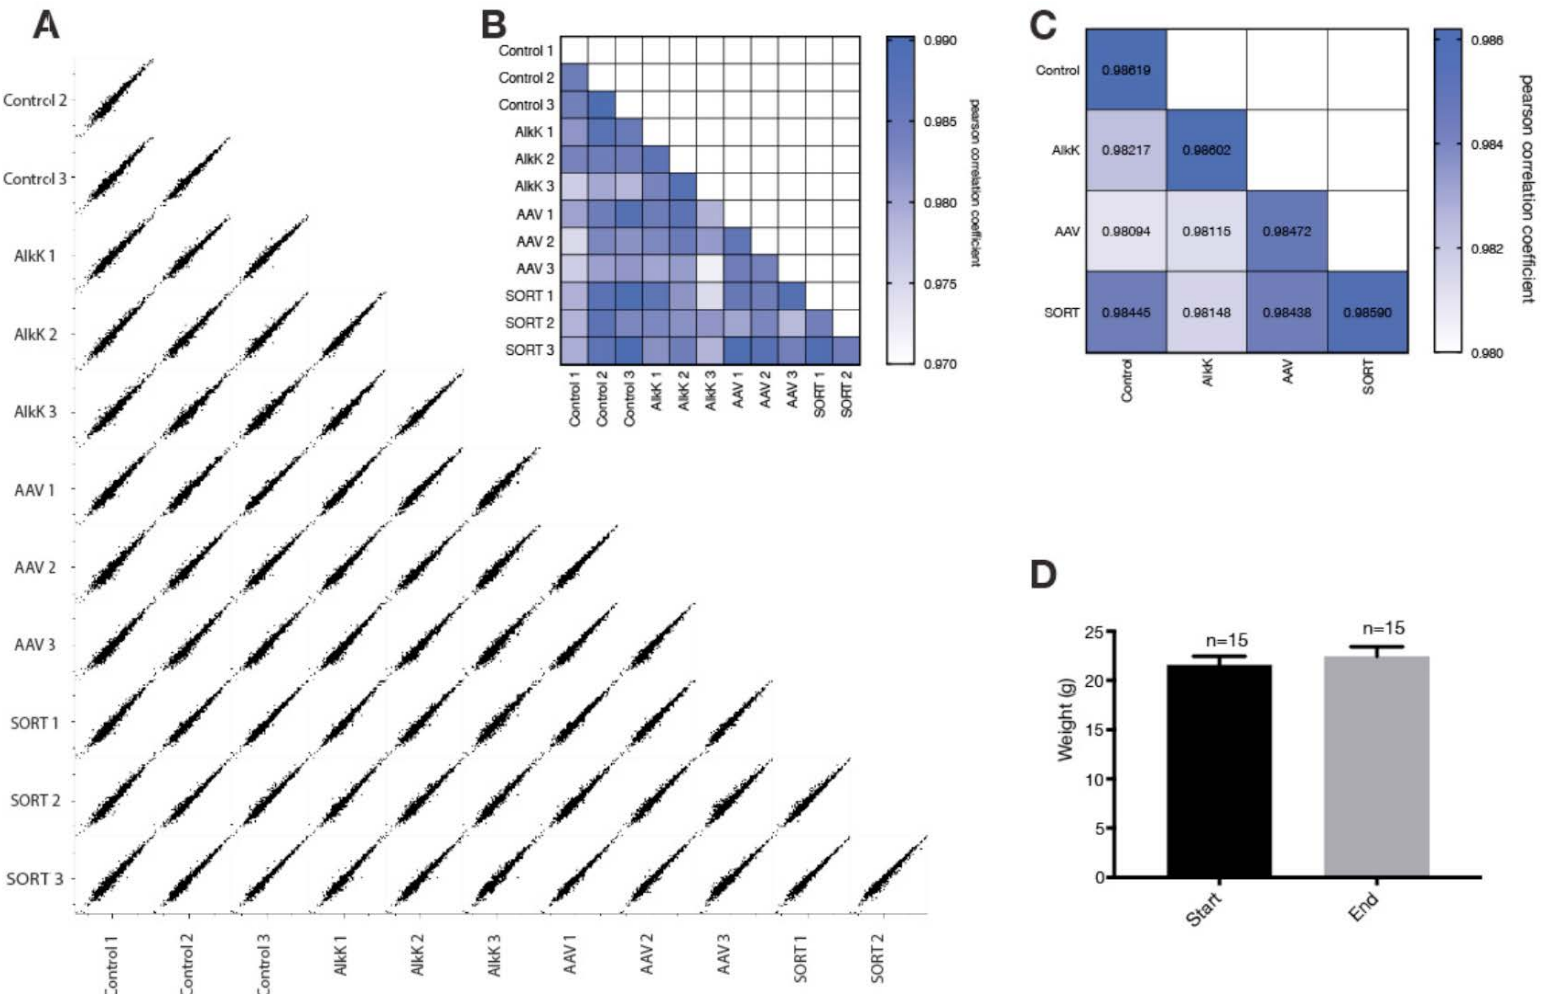 A
Control 2
Control 3
AlkK 1
AlkK 2
AlkK 3
AAV 1
AAV 2
AAV 3
SORT 1
SORT 2
SORT 3
Control 1
Control 2
Control 3
AlkK 1
AlkK 2
AlkK 3
AAV 1
AAV 2
AAV 3
SORT 1
SORT 2
B
Control 1
Control 2
Control 3
AlkK 1
AlkK 2
AlkK 3
AAV 1
AAV 2
AAV 3
SORT 1
SORT 2
SORT 3
Control 1
Control 2
Control 3
AlkK 1
AlkK 2
AlkK 3
AAV 1
AAV 2
AAV 3
SORT 1
SORT 2
0.990
0.985
0.980
0.975
0.970
pearson correlation coefficient
C
Control 0.98619
AlkK 0.98217 0.98602
AAV 0.98094 0.98115 0.98472
SORT 0.98445 0.98148 0.98438 0.98590
Control AlkK AAV SORT
0.986
0.984
0.982
0.980
pearson correlation coefficient
D
Weight (g)
25
20
15
10
5
0
n=15 n=15
Start End